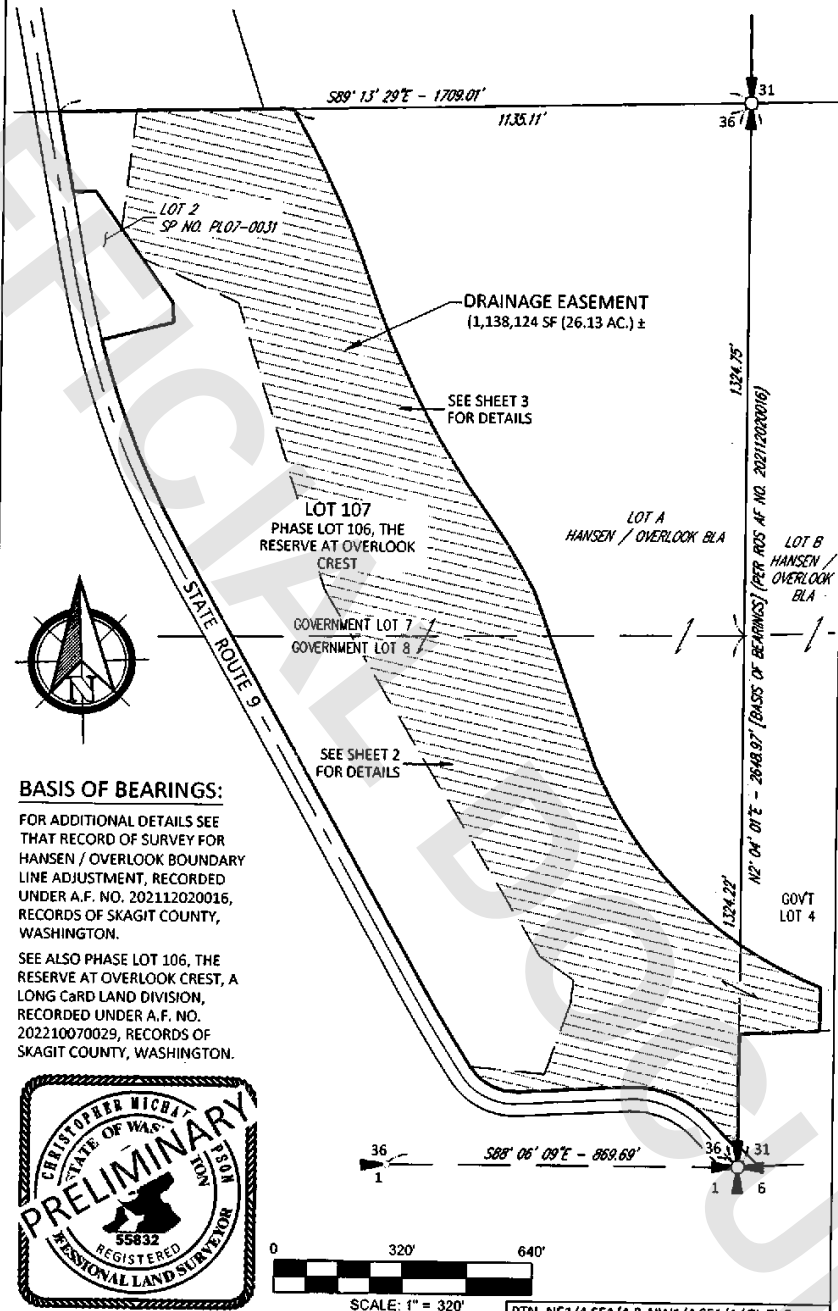 S89° 13' 29"E - 1709.01'
1135.11'
31
36
LOT 2
SP NO. PL07-0031
DRAINAGE EASEMENT
(1,138,124 SF (26.13 AC.) ±
SEE SHEET 3
FOR DETAILS
1324.75'
N2° 04' 01"E - 2648.97' [BASIS OF BEARINGS] (PER ROS AF NO. 202112020016)
LOT 107
PHASE LOT 106, THE
RESERVE AT OVERLOOK
CREST
LOT A
HANSEN / OVERLOOK BLA
LOT B
HANSEN /
OVERLOOK
BLA
STATE ROUTE 9
GOVERNMENT LOT 7
GOVERNMENT LOT 8
N
SEE SHEET 2
FOR DETAILS
1324.22'
GOV'T
LOT 4
BASIS OF BEARINGS:
FOR ADDITIONAL DETAILS SEE
THAT RECORD OF SURVEY FOR
HANSEN / OVERLOOK BOUNDARY
LINE ADJUSTMENT, RECORDED
UNDER A.F. NO. 202112020016,
RECORDS OF SKAGIT COUNTY,
WASHINGTON.
SEE ALSO PHASE LOT 106, THE
RESERVE AT OVERLOOK CREST, A
LONG CaRD LAND DIVISION,
RECORDED UNDER A.F. NO.
202210070029, RECORDS OF
SKAGIT COUNTY, WASHINGTON.
36
1
S88° 06' 09"E - 869.69'
36 31
1 6
CHRISTOPHER
STATE OF
PRELIMINARY
55832
REGISTERED
PROFESSIONAL LAND SURVEYOR
0 320' 640'
SCALE: 1" = 320'